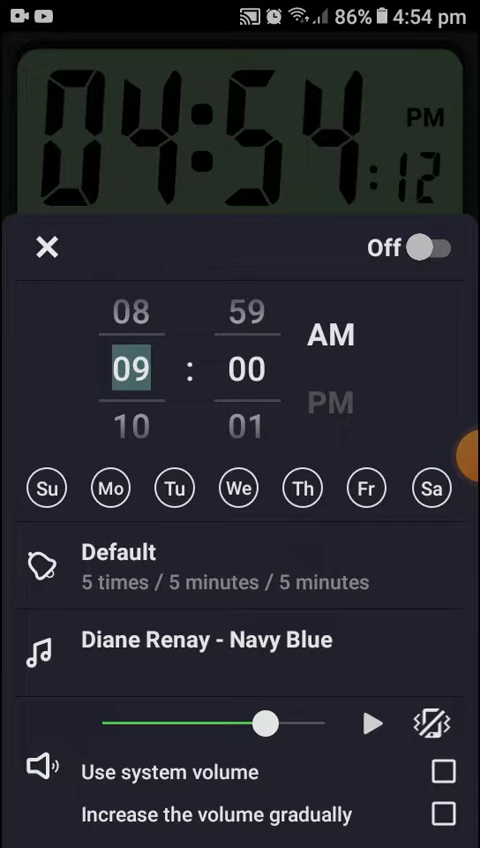 86% 4:54 pm
04:54 PM
:12
Off
08 59
09 : 00 AM
PM
10 01
Su Mo Tu We Th Fr Sa
Default
5 times / 5 minutes / 5 minutes
Diane Renay - Navy Blue
Use system volume
Increase the volume gradually